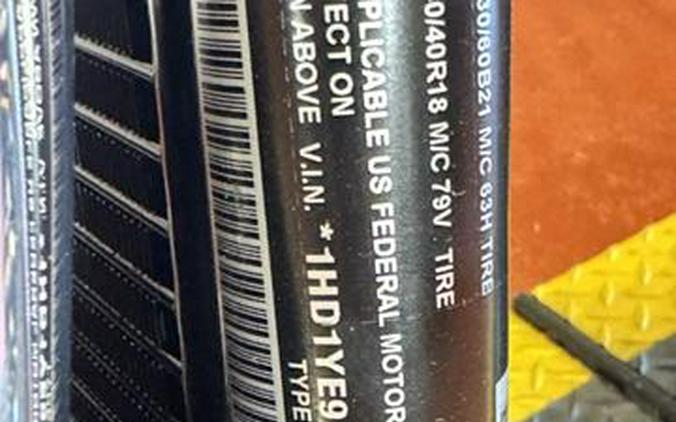 30/60B21 M/C 63H TIRE
0/40R18 M/C 79V TIRE
PLICABLE US FEDERAL MOTOR
ECT ON
N ABOVE V.I.N. *1HD1YE9
TYPE